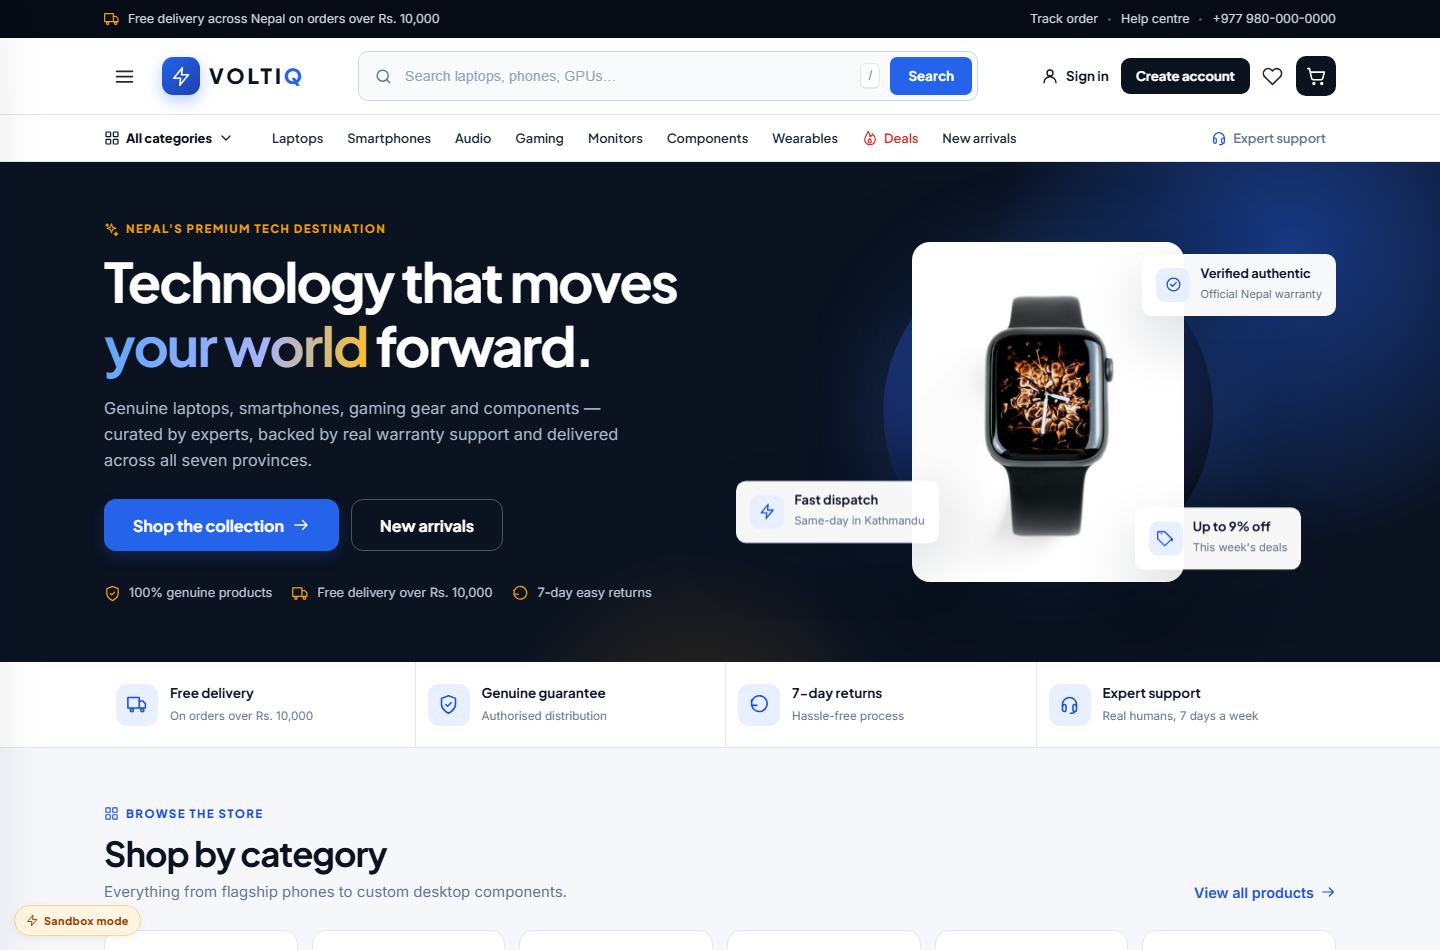 Free delivery across Nepal on orders over Rs. 10,000
Track order • Help centre • +977 980-000-0000
VOLTIQ
Search laptops, phones, GPUs...
/
Search
Sign in
Create account
All categories
Laptops
Smartphones
Audio
Gaming
Monitors
Components
Wearables
Deals
New arrivals
Expert support
NEPAL'S PREMIUM TECH DESTINATION
Technology that moves
your world forward.
Genuine laptops, smartphones, gaming gear and components —
curated by experts, backed by real warranty support and delivered
across all seven provinces.
Shop the collection
New arrivals
100% genuine products
Free delivery over Rs. 10,000
7-day easy returns
Verified authentic
Official Nepal warranty
Fast dispatch
Same-day in Kathmandu
Up to 9% off
This week's deals
Free delivery
On orders over Rs. 10,000
Genuine guarantee
Authorised distribution
7-day returns
Hassle-free process
Expert support
Real humans, 7 days a week
BROWSE THE STORE
Shop by category
Everything from flagship phones to custom desktop components.
View all products
Sandbox mode